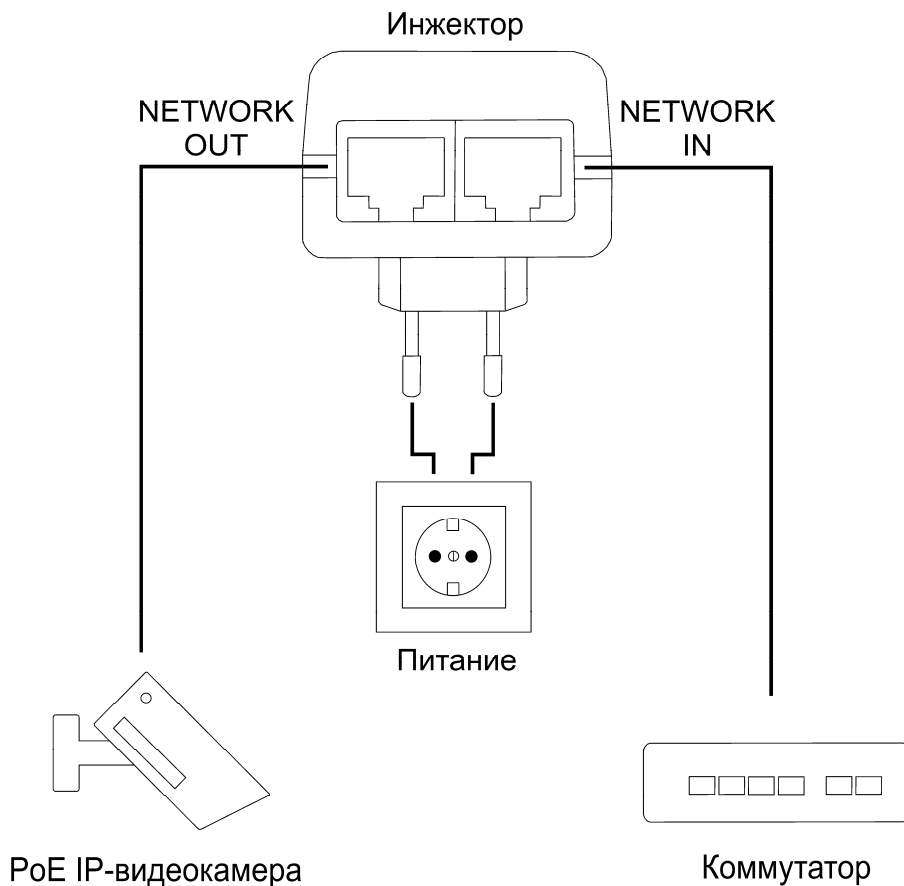 Инжектор
NETWORK
OUT
NETWORK
IN
Питание
PoE IP-видеокамера
Коммутатор